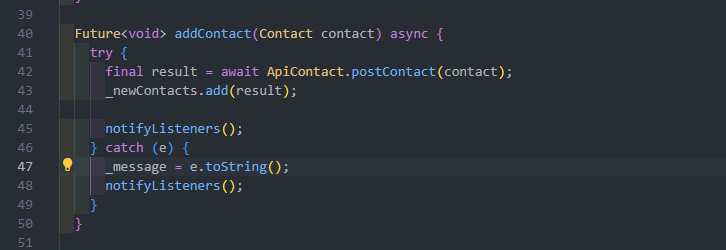 39
40 Future<void> addContact(Contact contact) async {
41 try {
42 final result = await ApiContact.postContact(contact);
43 _newContacts.add(result);
44
45 notifyListeners();
46 } catch (e) {
47 _message = e.toString();
48 notifyListeners();
49 }
50 }
51